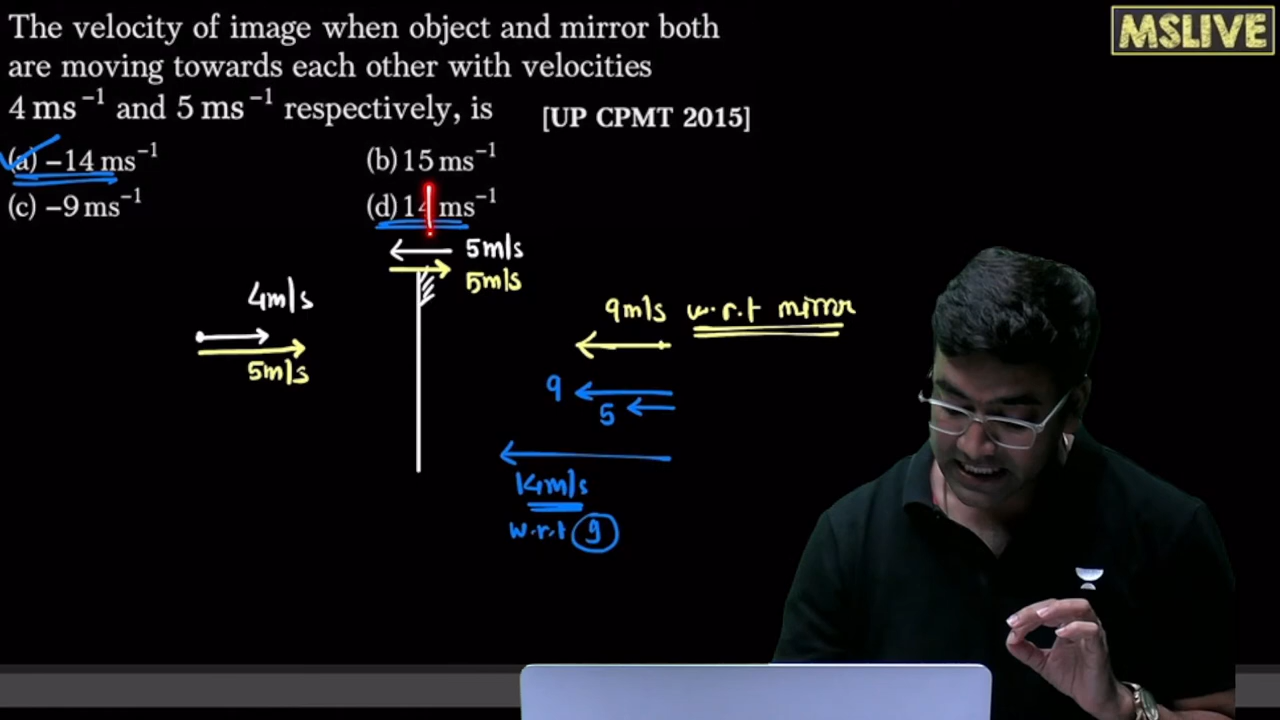 The velocity of image when object and mirror both
are moving towards each other with velocities
4 ms⁻¹ and 5 ms⁻¹ respectively, is [UP CPMT 2015]
(a) −14 ms⁻¹ (b) 15 ms⁻¹
(c) −9 ms⁻¹ (d) 14 ms⁻¹
MSLIVE
5m/s
5m/s
4m/s
5m/s
9m/s w.r.t mirror
9
5
14m/s
w.r.t g